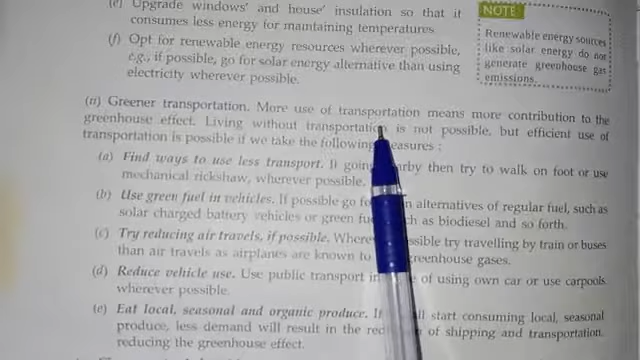 (e) Upgrade windows' and house' insulation so that it
consumes less energy for maintaining temperatures
(f) Opt for renewable energy resources wherever possible,
e.g., if possible, go for solar energy alternative than using
electricity wherever possible.
NOTE
Renewable energy sources
like solar energy do not
generate greenhouse gas
emissions.
(ii) Greener transportation. More use of transportation means more contribution to the
greenhouse effect. Living without transportation is not possible, but efficient use of
transportation is possible if we take the following measures :
(a) Find ways to use less transport. If going then try to walk on foot or use
mechanical rickshaw, wherever possible.
(b) Use green fuel in vehicles. If possible go alternatives of regular fuel, such as
solar charged battery vehicles or green as biodiesel and so forth.
(c) Try reducing air travels, if possible. try travelling by train or buses
than air travels as airplanes are known to greenhouse gases.
(d) Reduce vehicle use. Use public transport of using own car or use carpools
wherever possible.
(e) Eat local, seasonal and organic produce. start consuming local, seasonal
produce, less demand will result in the of shipping and transportation,
reducing the greenhouse effect.